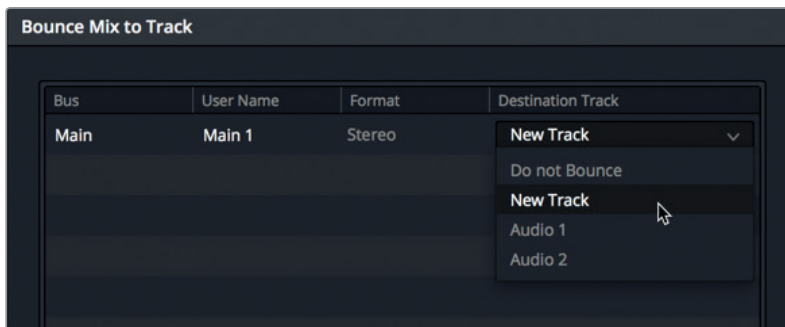 Bounce Mix to Track
Bus User Name Format Destination Track
Main Main 1 Stereo New Track
Do not Bounce
New Track
Audio 1
Audio 2